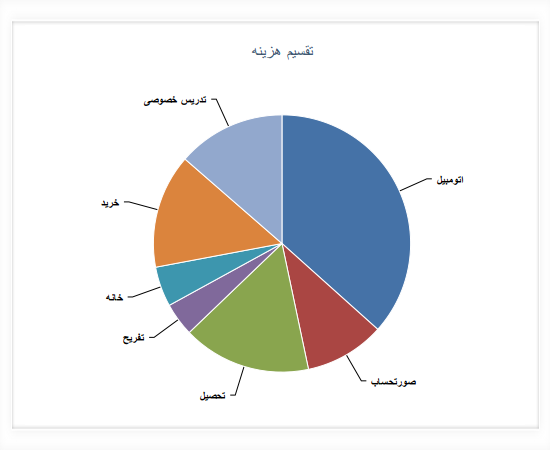 تقسیم هزینه
تدریس خصوصی
اتومبیل
خرید
خانه
تفریح
تحصیل
صورتحساب